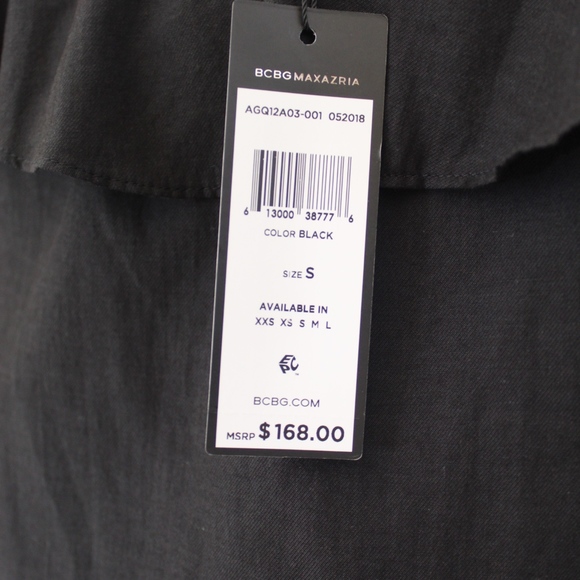 BCBGMAXAZRIA
AGQ12A03-001 052018
6 13000 38777 6
COLOR BLACK
SIZE S
AVAILABLE IN
XXS XS S M L
BCBG.COM
MSRP $168.00